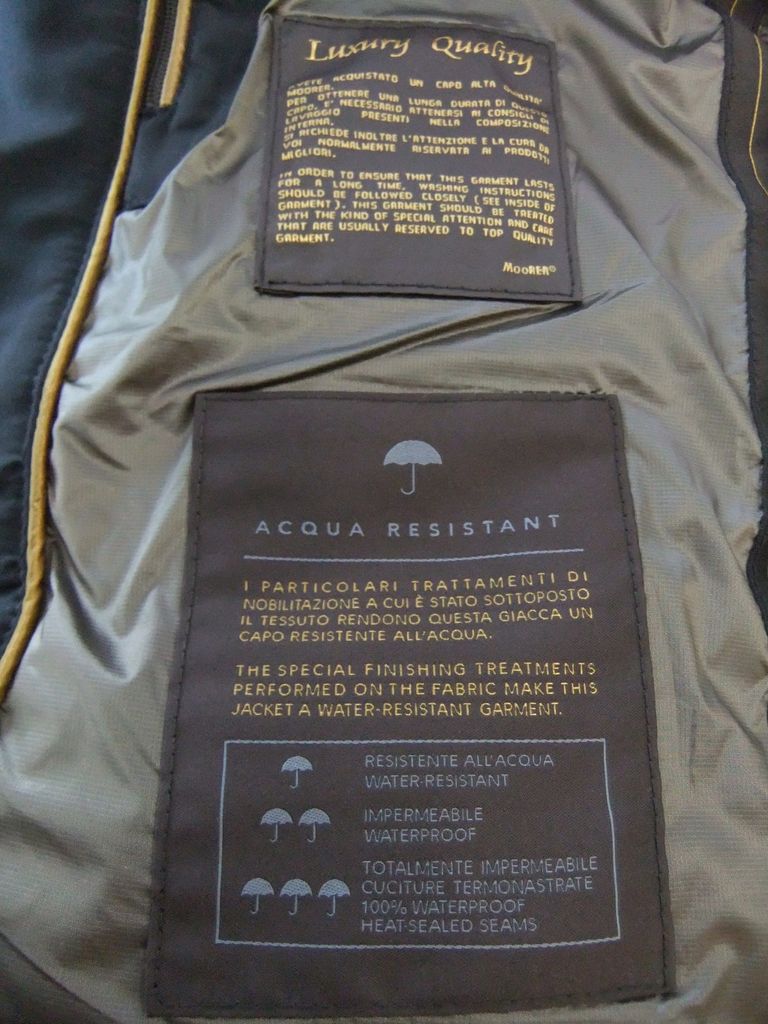 Luxury Quality
AVETE ACQUISTATO UN CAPO ALTA QUALITA'
MOORER.
PER OTTENERE UNA LUNGA DURATA DI QUESTO
CAPO, E' NECESSARIO ATTENERSI AI CONSIGLI DI
LAVAGGIO PRESENTI NELLA COMPOSIZIONE
INTERNA.
SI RICHIEDE INOLTRE L'ATTENZIONE E LA CURA DA
VOI NORMALMENTE RISERVATA AI PRODOTTI
MIGLIORI.
IN ORDER TO ENSURE THAT THIS GARMENT LASTS
FOR A LONG TIME, WASHING INSTRUCTIONS
SHOULD BE FOLLOWED CLOSELY (SEE INSIDE OF
GARMENT). THIS GARMENT SHOULD BE TREATED
WITH THE KIND OF SPECIAL ATTENTION AND CARE
THAT ARE USUALLY RESERVED TO TOP QUALITY
GARMENT.
MOORER®
ACQUA RESISTANT
I PARTICOLARI TRATTAMENTI DI
NOBILITAZIONE A CUI È STATO SOTTOPOSTO
IL TESSUTO RENDONO QUESTA GIACCA UN
CAPO RESISTENTE ALL'ACQUA.
THE SPECIAL FINISHING TREATMENTS
PERFORMED ON THE FABRIC MAKE THIS
JACKET A WATER-RESISTANT GARMENT.
RESISTENTE ALL'ACQUA
WATER-RESISTANT
IMPERMEABILE
WATERPROOF
TOTALMENTE IMPERMEABILE
CUCITURE TERMONASTRATE
100% WATERPROOF
HEAT-SEALED SEAMS